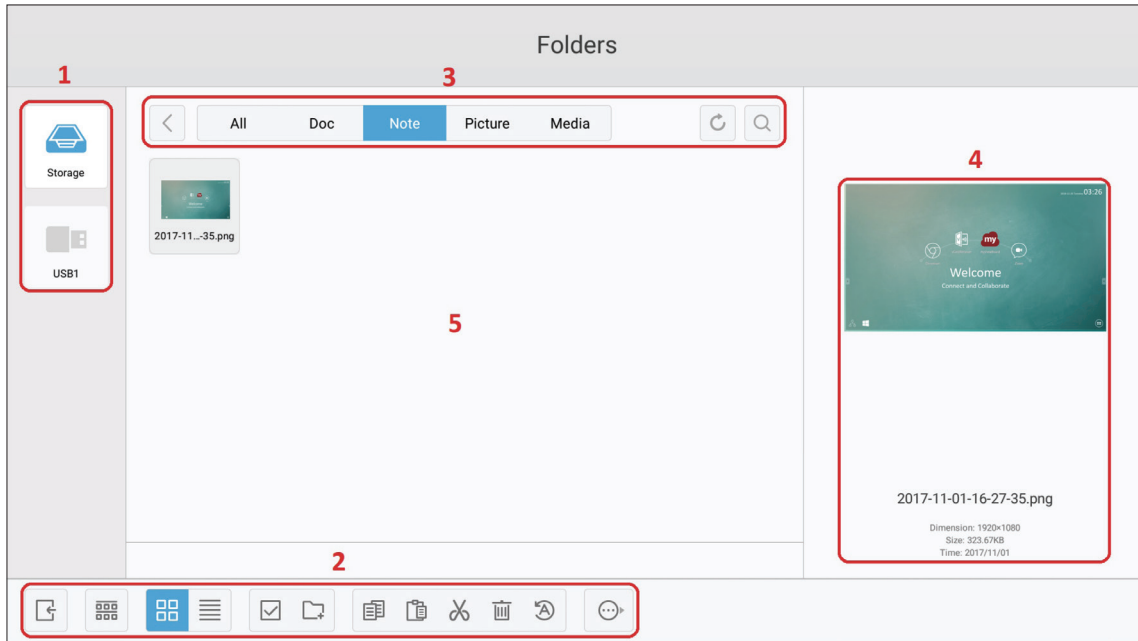 Folders
1
3
All Doc Note Picture Media
Storage
2017-11...-35.png
USB1
5
4
03:26
my
Welcome
Connect and Collaborate
2017-11-01-16-27-35.png
Dimension: 1920×1080
Size: 323.67KB
Time: 2017/11/01
2
A